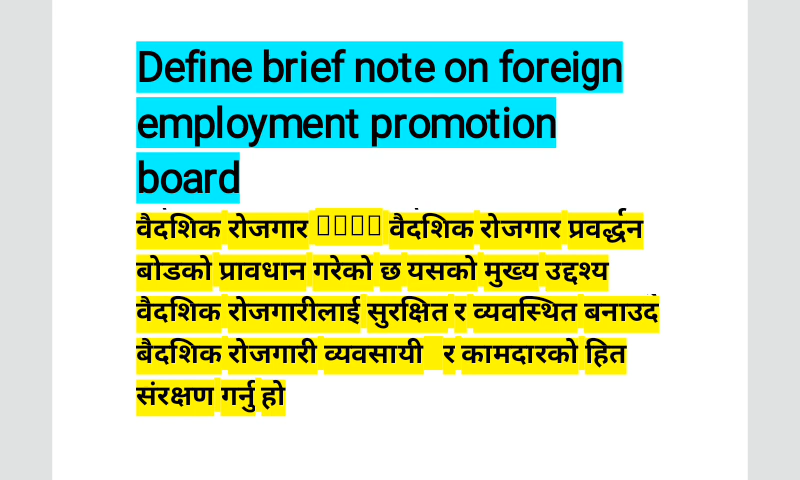 Define brief note on foreign
employment promotion
board
वैदशिक रोजगार वैदशिक रोजगार प्रवर्द्धन
बोडको प्रावधान गरेको छ यसको मुख्य उद्दश्य
वैदशिक रोजगारीलाई सुरक्षित र व्यवस्थित बनाउदै
बैदशिक रोजगारी व्यवसायी र कामदारको हित
संरक्षण गर्नु हो